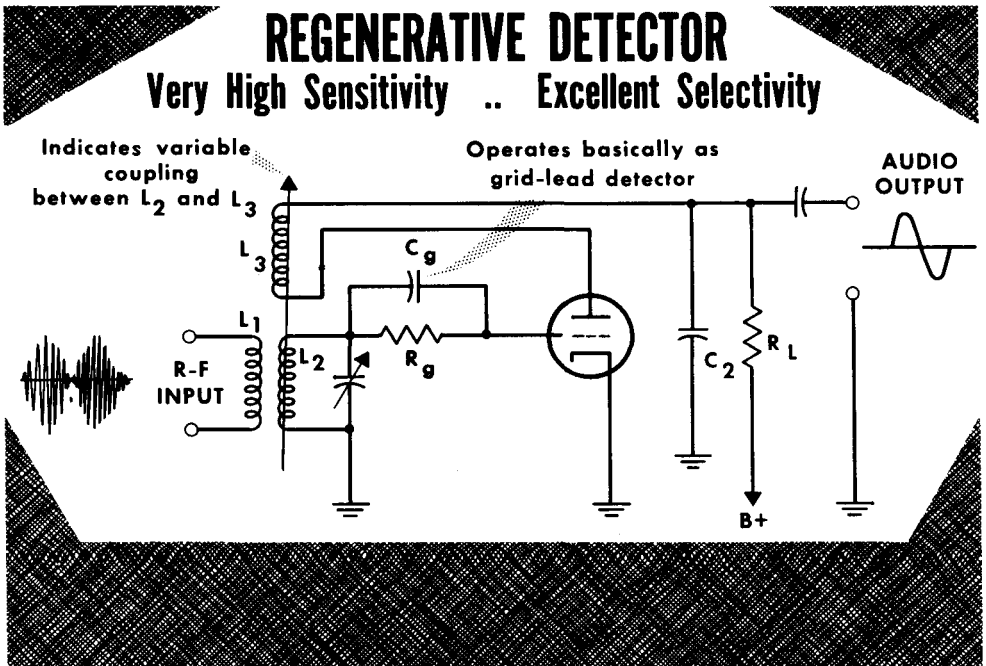 REGENERATIVE DETECTOR
Very High Sensitivity .. Excellent Selectivity
Indicates variable
coupling
between L2 and L3
Operates basically as
grid-lead detector
AUDIO
OUTPUT
L3
Cg
L1
L2
Rg
R-F
INPUT
C2
RL
B+